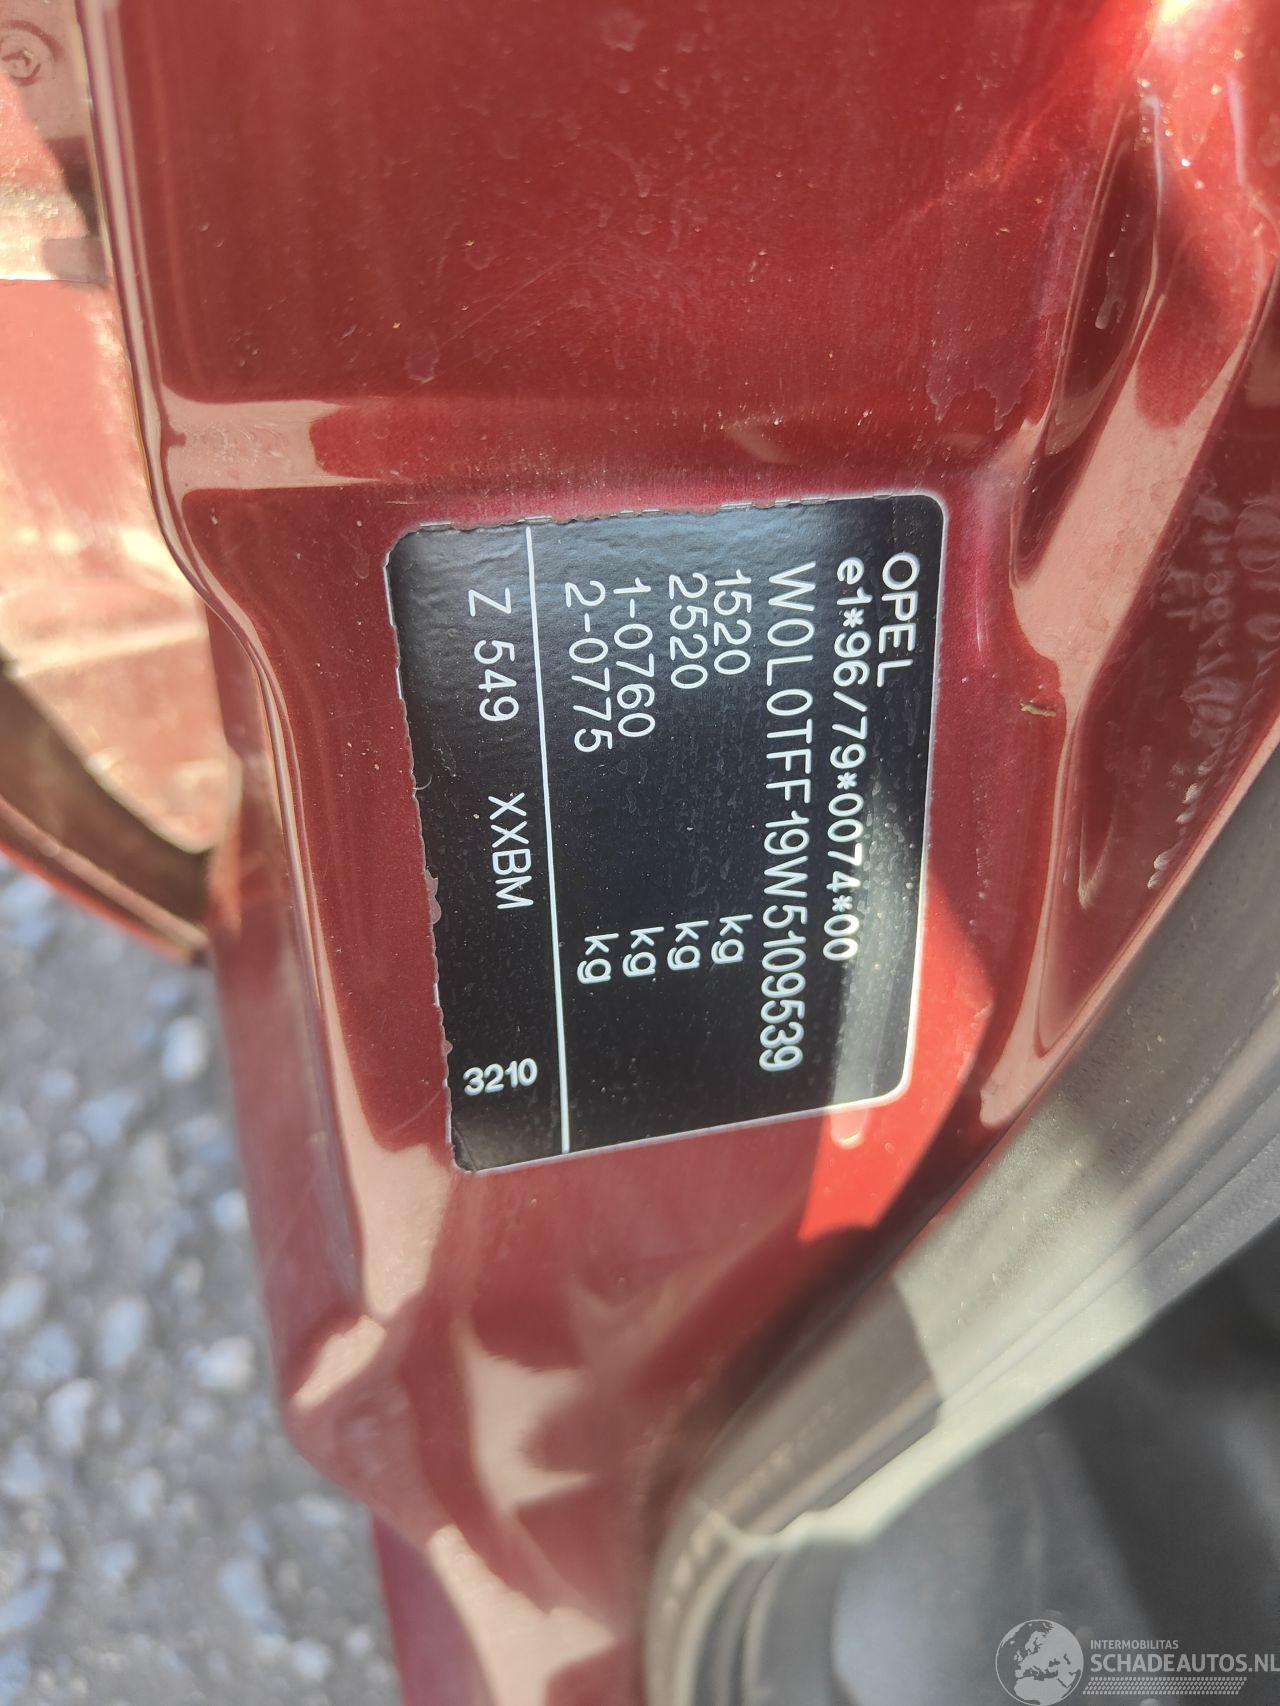 OPEL
e1*96/79*0074*00
W0L0TFF19W5109539
1520 kg
2520 kg
1-0760 kg
2-0775 kg
Z 549 XXBM 3210
INTERMOBILITAS
SCHADEAUTOS.NL